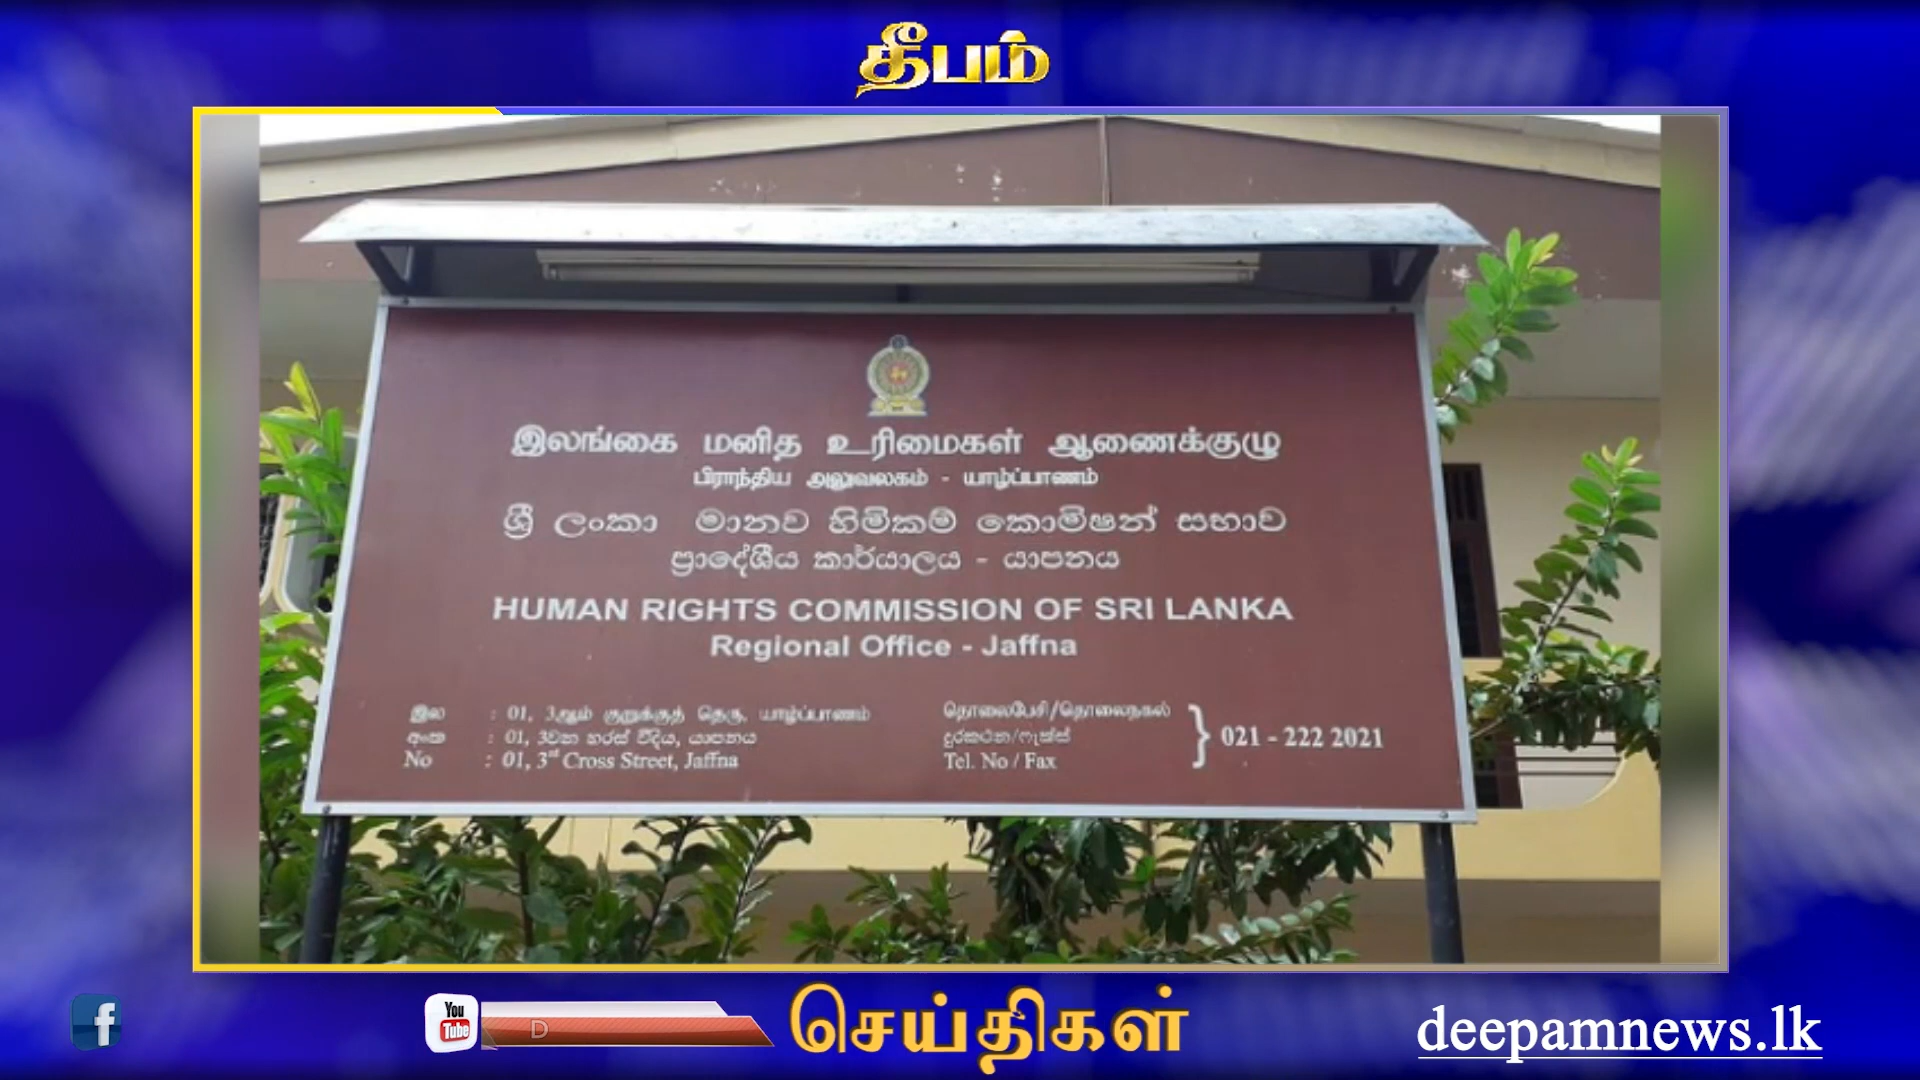 தீபம்
இலங்கை மனித உரிமைகள் ஆணைக்குழு
பிராந்திய அலுவலகம் - யாழ்ப்பாணம்
ශ්‍රී ලංකා මානව හිමිකම් කොමිෂන් සභාව
ප්‍රාදේශීය කාර්යාලය - යාපනය
HUMAN RIGHTS COMMISSION OF SRI LANKA
Regional Office - Jaffna
இல : 01, 3ஆம் குறுக்குத் தெரு, யாழ்ப்பாணம்
අංක : 01, 3වන හරස් වීදිය, යාපනය
No : 01, 3rd Cross Street, Jaffna
தொலைபேசி/தொலைநகல்
දුරකථන/ෆැක්ස්
Tel. No / Fax
021 - 222 2021
f
You Tube
D
செய்திகள்
deepamnews.lk